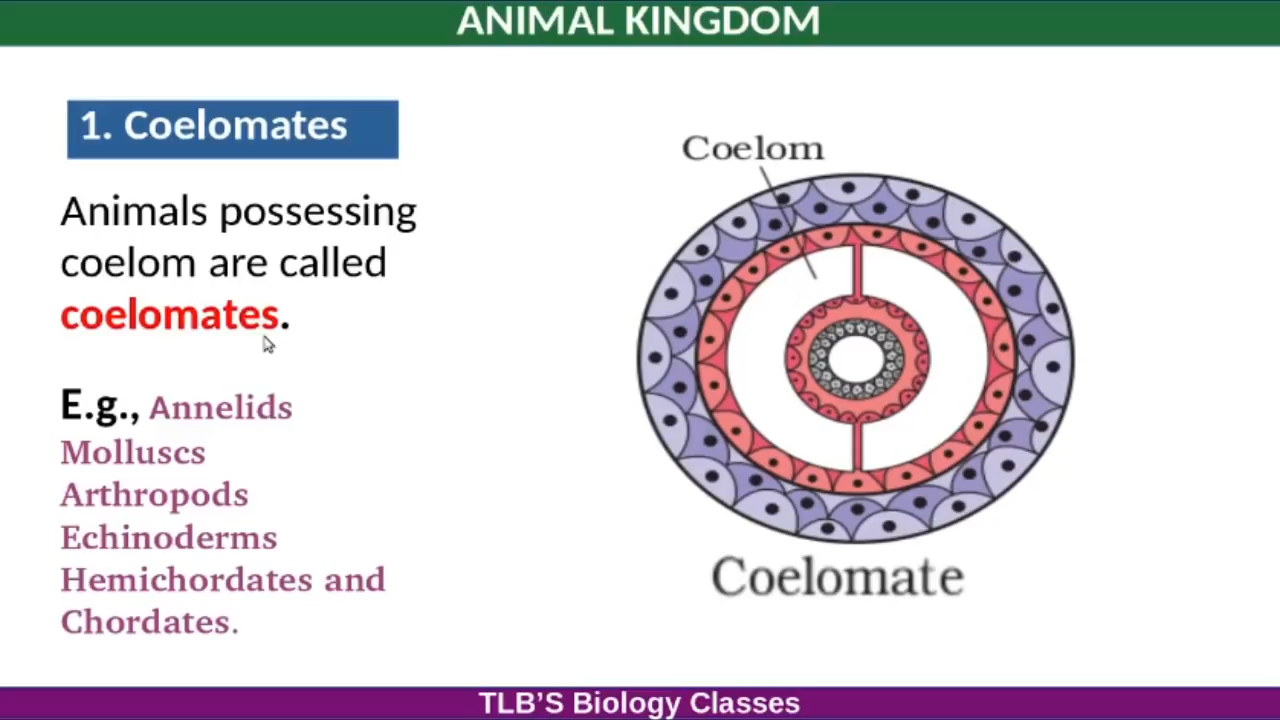 ANIMAL KINGDOM
1. Coelomates
Animals possessing
coelom are called
coelomates.
E.g., Annelids
Molluscs
Arthropods
Echinoderms
Hemichordates and
Chordates.
Coelom
Coelomate
TLB’S Biology Classes